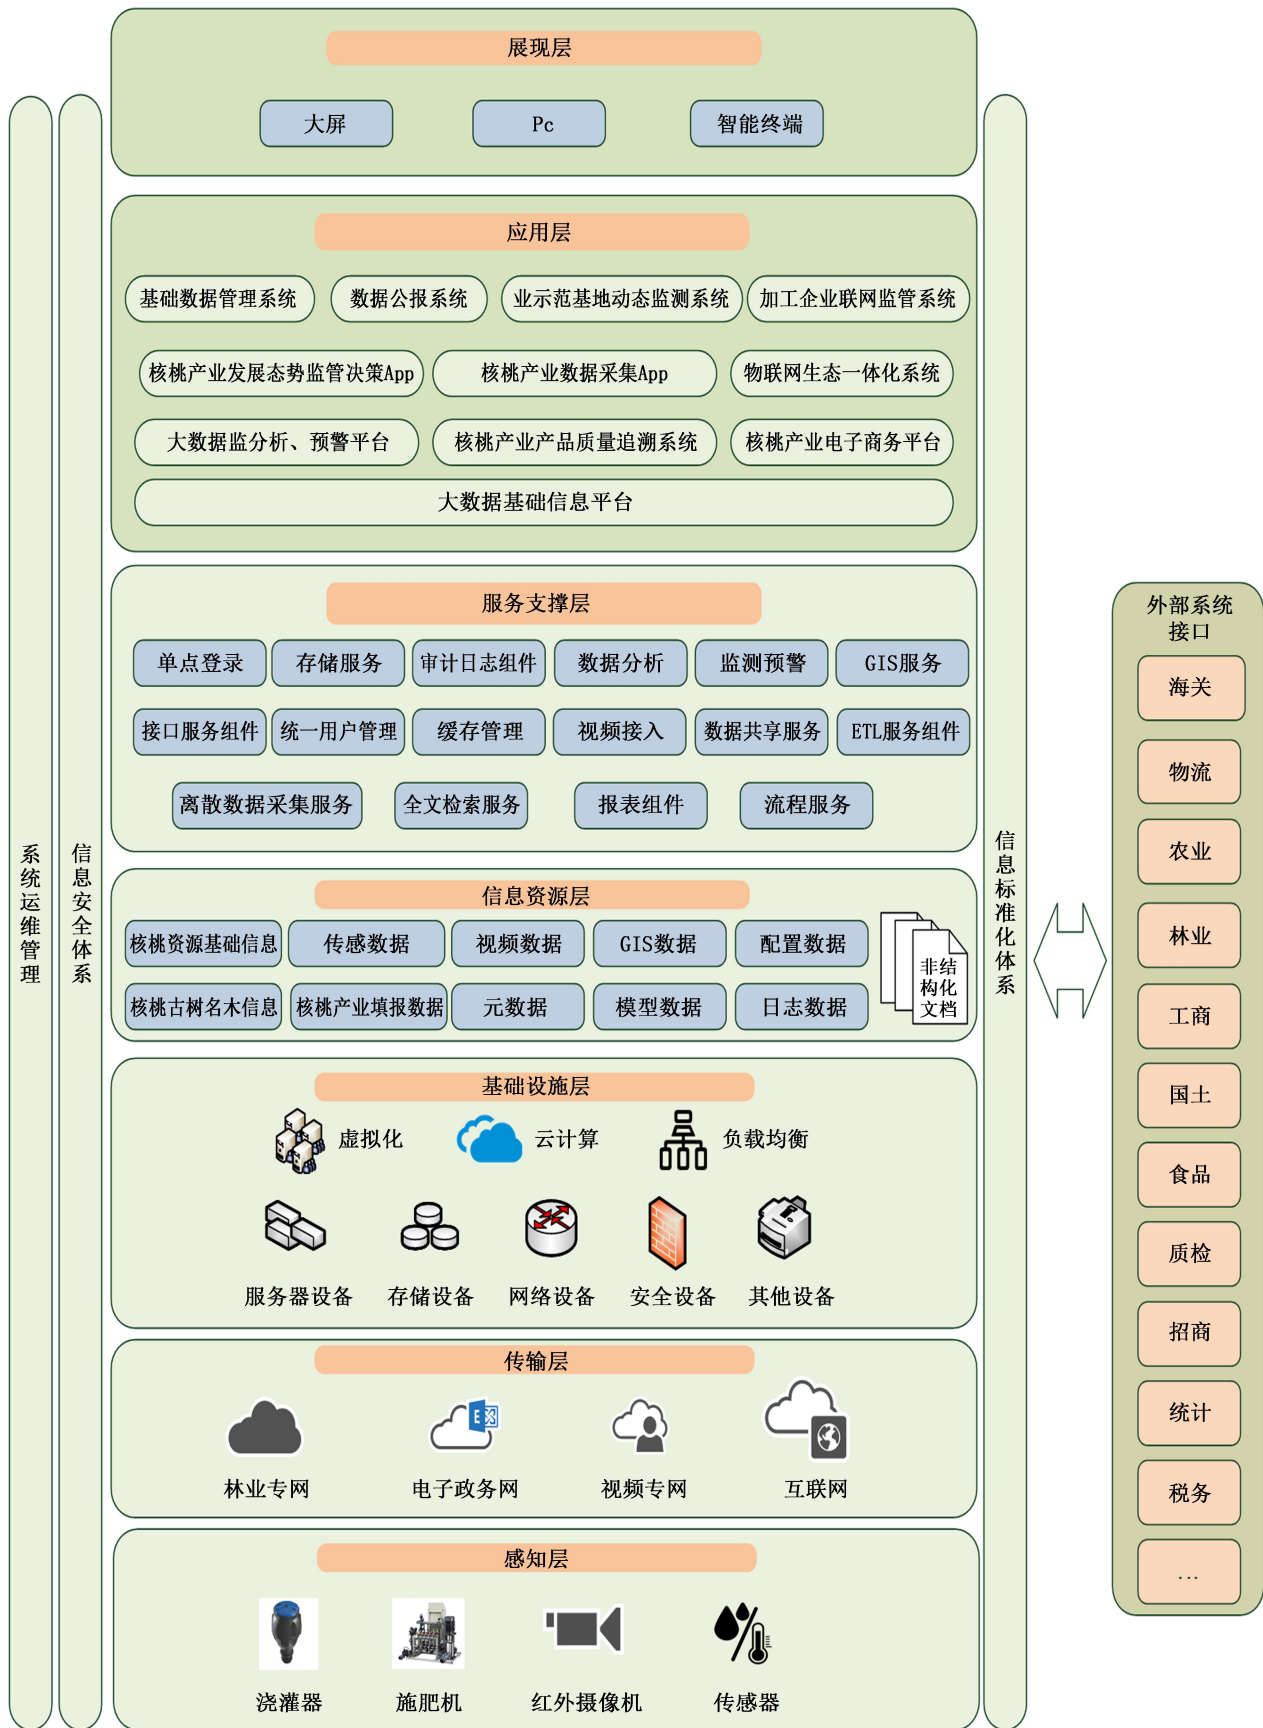 展现层
大屏
Pc
智能终端
应用层
基础数据管理系统
数据公报系统
业示范基地动态监测系统
加工企业联网监管系统
核桃产业发展态势监管决策App
核桃产业数据采集App
物联网生态一体化系统
大数据监分析、预警平台
核桃产业产品质量追溯系统
核桃产业电子商务平台
大数据基础信息平台
服务支撑层
单点登录
存储服务
审计日志组件
数据分析
监测预警
GIS服务
接口服务组件
统一用户管理
缓存管理
视频接入
数据共享服务
ETL服务组件
离散数据采集服务
全文检索服务
报表组件
流程服务
信息资源层
核桃资源基础信息
传感数据
视频数据
GIS数据
配置数据
核桃古树名木信息
核桃产业填报数据
元数据
模型数据
日志数据
非结
构化
文档
基础设施层
虚拟化
云计算
负载均衡
服务器设备
存储设备
网络设备
安全设备
其他设备
传输层
E
林业专网
电子政务网
视频专网
互联网
感知层
浇灌器
施肥机
红外摄像机
传感器
系统运维管理
信息安全体系
信息标准化体系
外部系统
接口
海关
物流
农业
林业
工商
国土
食品
质检
招商
统计
税务
...